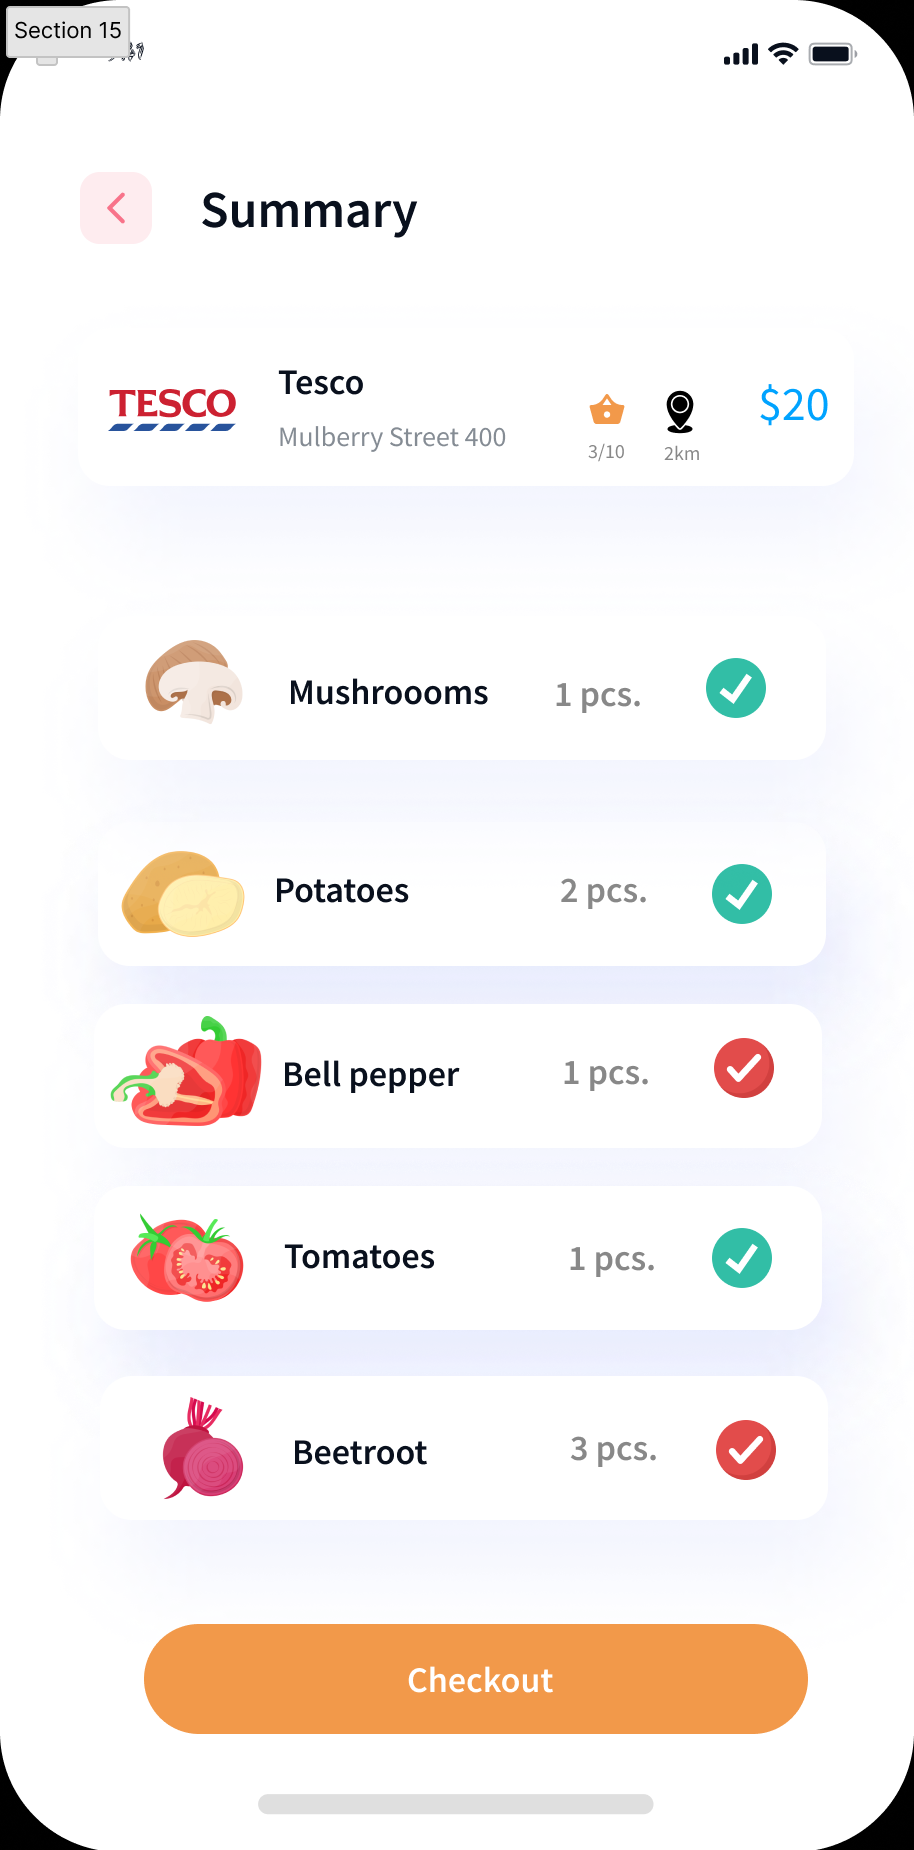 Section 15
Summary
TESCO
Tesco
Mulberry Street 400
3/10
2km
$20
Mushroooms
1 pcs.
Potatoes
2 pcs.
Bell pepper
1 pcs.
Tomatoes
1 pcs.
Beetroot
3 pcs.
Checkout